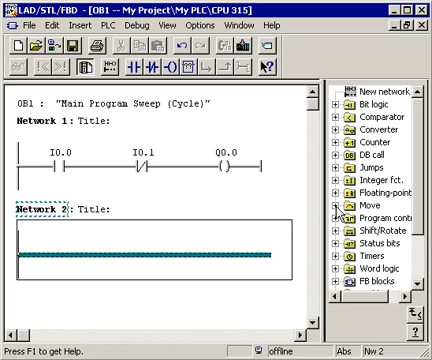 LAD/STL/FBD - [OB1 -- My Project\My PLC\CPU 315]
File Edit Insert PLC Debug View Options Window Help
OB1 : "Main Program Sweep (Cycle)"
Network 1: Title:
I0.0 I0.1 Q0.0
Network 2: Title:
New network
Bit logic
Comparator
Converter
Counter
DB call
Jumps
Integer fct.
Floating-point
Move
Program contr
Shift/Rotate
Status bits
Timers
Word logic
FB blocks
Press F1 to get Help.
offline
Abs
Nw 2